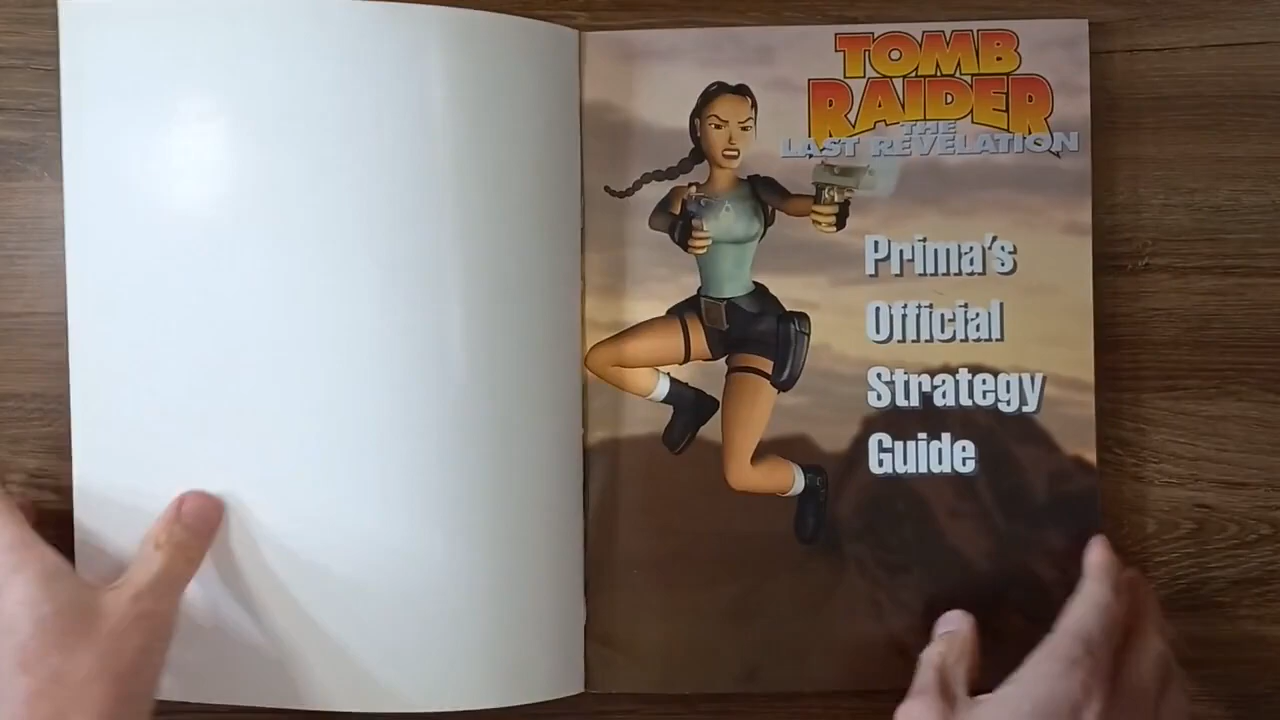 TOMB
RAIDER
THE
LAST REVELATION
Prima's
Official
Strategy
Guide